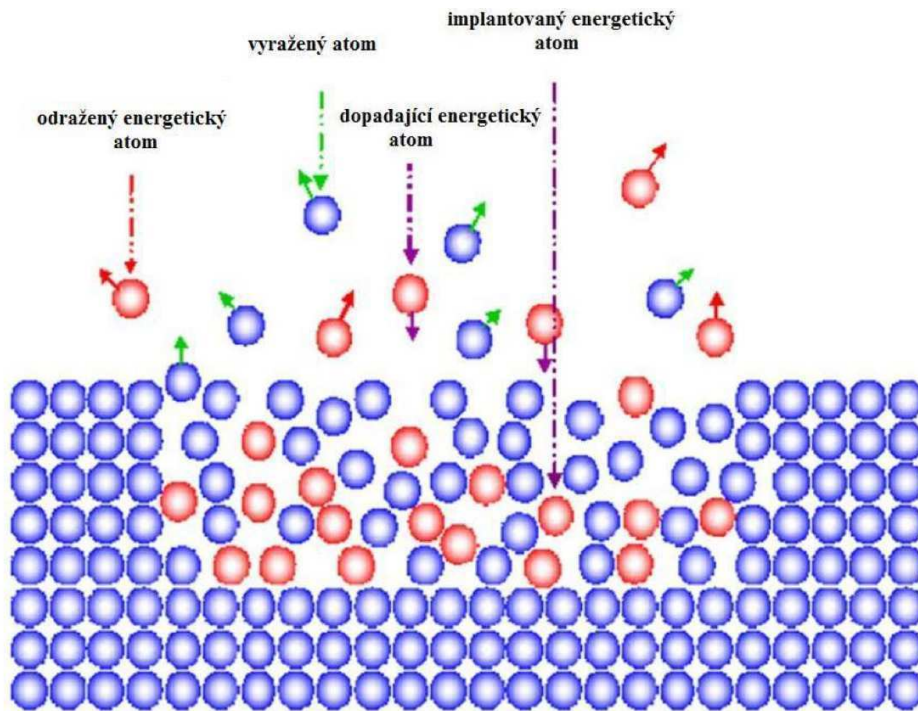 odražený energetický
atom
vyražený atom
dopadající energetický
atom
implantovaný energetický
atom